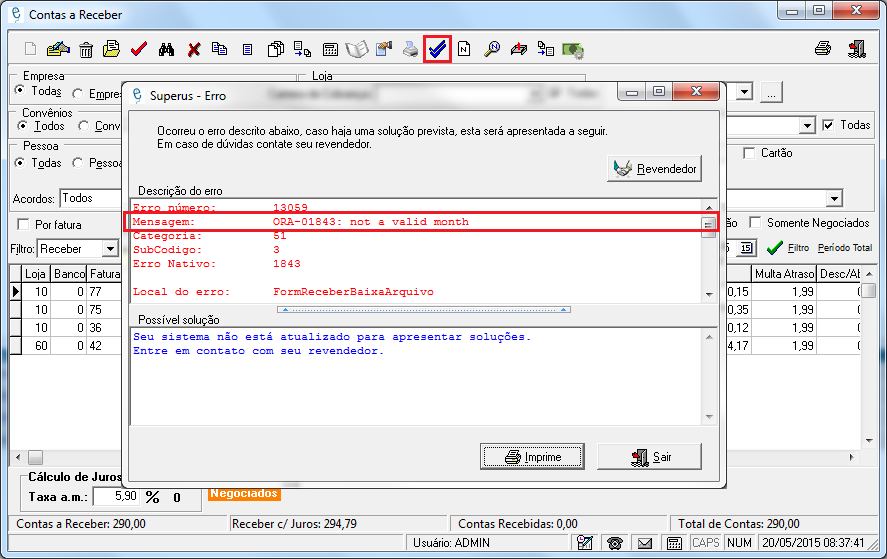 Contas a Receber
Empresa
Todas Empre
Loja
Superus - Erro
Convênios
Todos Conv
Todas
Pessoa
Todas Pessoa
Cartão
Acordos: Todos
Por fatura
Somente Negociados
Filtro: Receber
15 Filtro Período Total
Ocorreu o erro descrito abaixo, caso haja uma solução prevista, esta será apresentada a seguir.
Em caso de dúvidas contate seu revendedor.
Revendedor
Descrição do erro
Erro número: 13059
Mensagem: ORA-01843: not a valid month
Categoria: 51
SubCodigo: 3
Erro Nativo: 1843
Local do erro: FormReceberBaixaArquivo
Possível solução
Seu sistema não está atualizado para apresentar soluções.
Entre em contato com seu revendedor.
Imprime Sair
Loja Banco Fatura Multa Atraso Desc/Ab
10 0 77 0,15 1,99 0
10 0 75 0,35 1,99 0
10 0 36 0,12 1,99 0
60 0 42 4,17 1,99 0
Cálculo de Juros
Taxa a.m.: 5,90 % 0
Negociados
Contas a Receber: 290,00 Receber c/ Juros: 294,79 Contas Recebidas: 0,00 Total de Contas: 290,00
Usuário: ADMIN CAPS NUM 20/05/2015 08:37:41